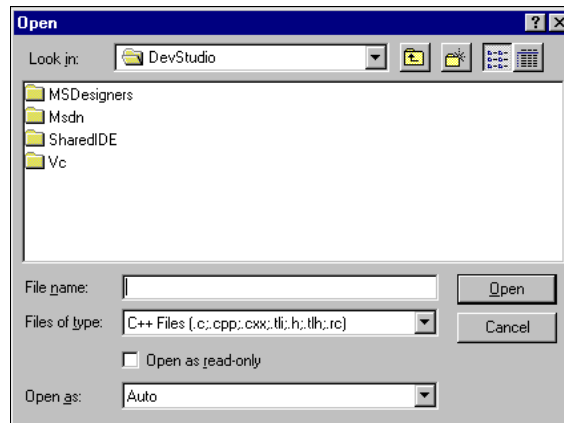 Open
Look in: DevStudio
MSDesigners
Msdn
SharedIDE
Vc
File name: Open
Files of type: C++ Files (.c;.cpp;.cxx;.tli;.h;.tlh;.rc) Cancel
Open as read-only
Open as: Auto